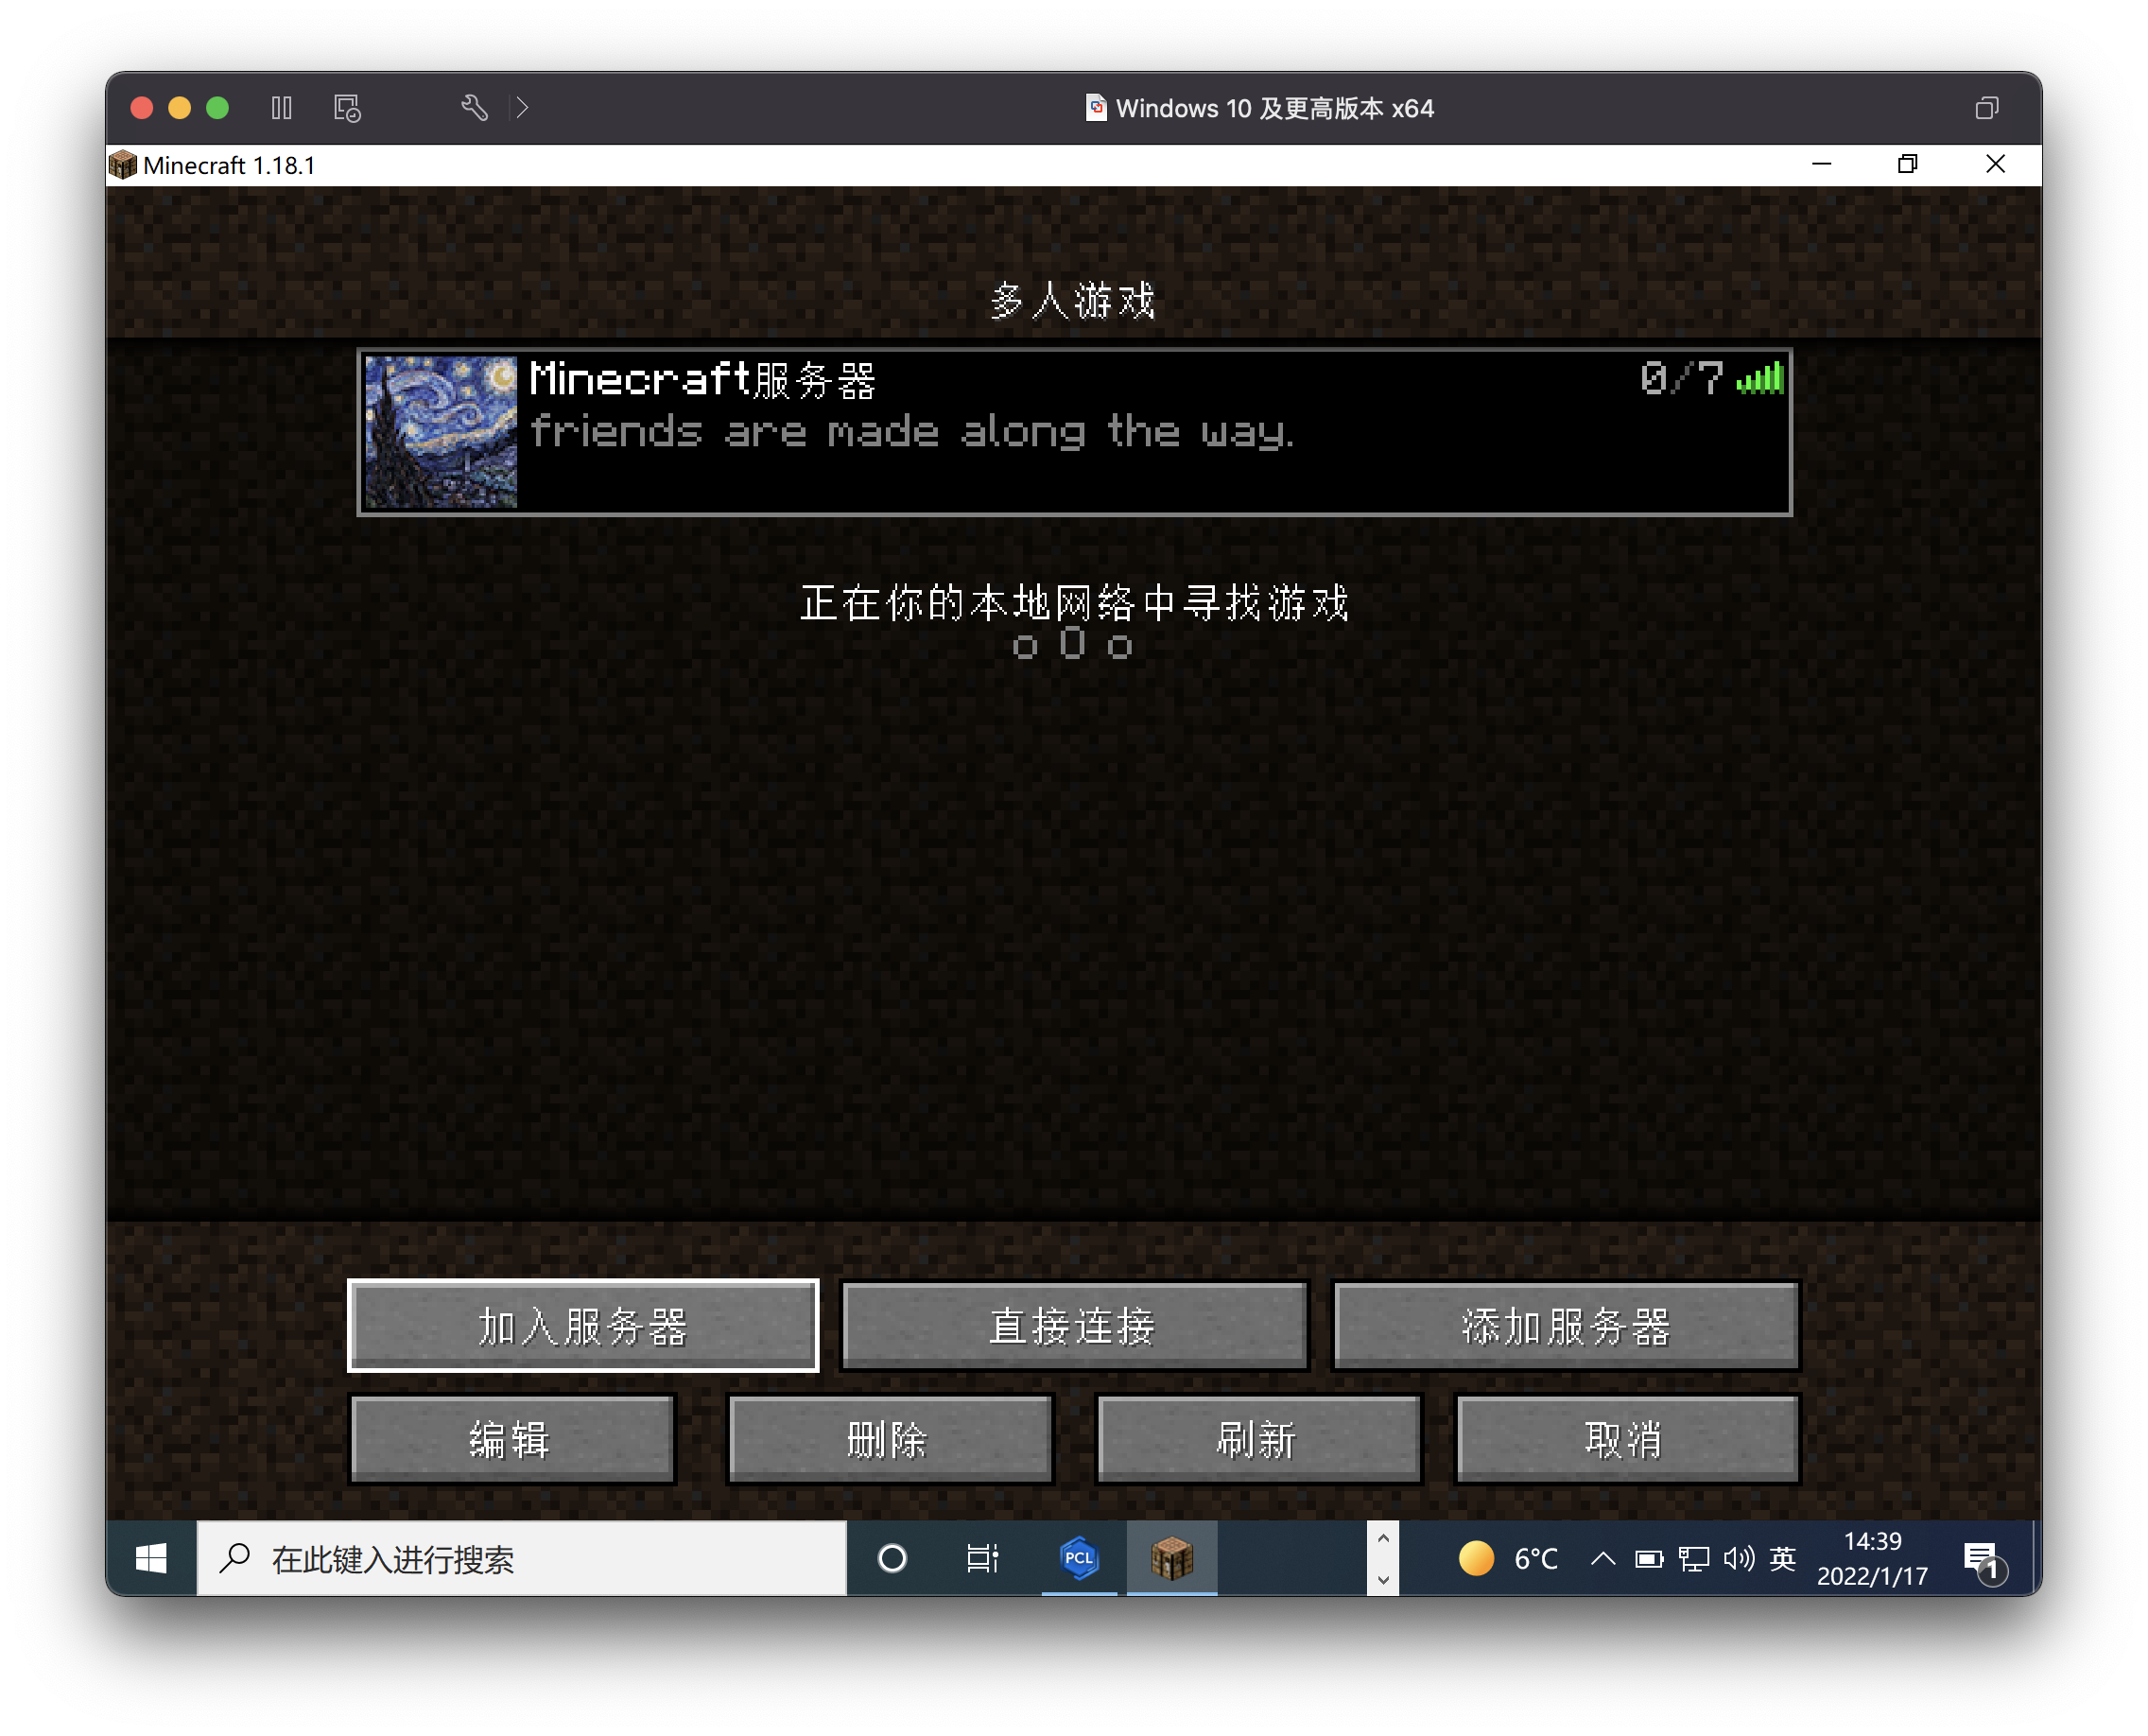 Windows 10 及更高版本 x64
Minecraft 1.18.1
多人游戏
Minecraft服务器 0/7
friends are made along the way.
正在你的本地网络中寻找游戏
o O o
加入服务器 直接连接 添加服务器
编辑 删除 刷新 取消
在此键入进行搜索 PCL 6°C 英 14:39
2022/1/17 1